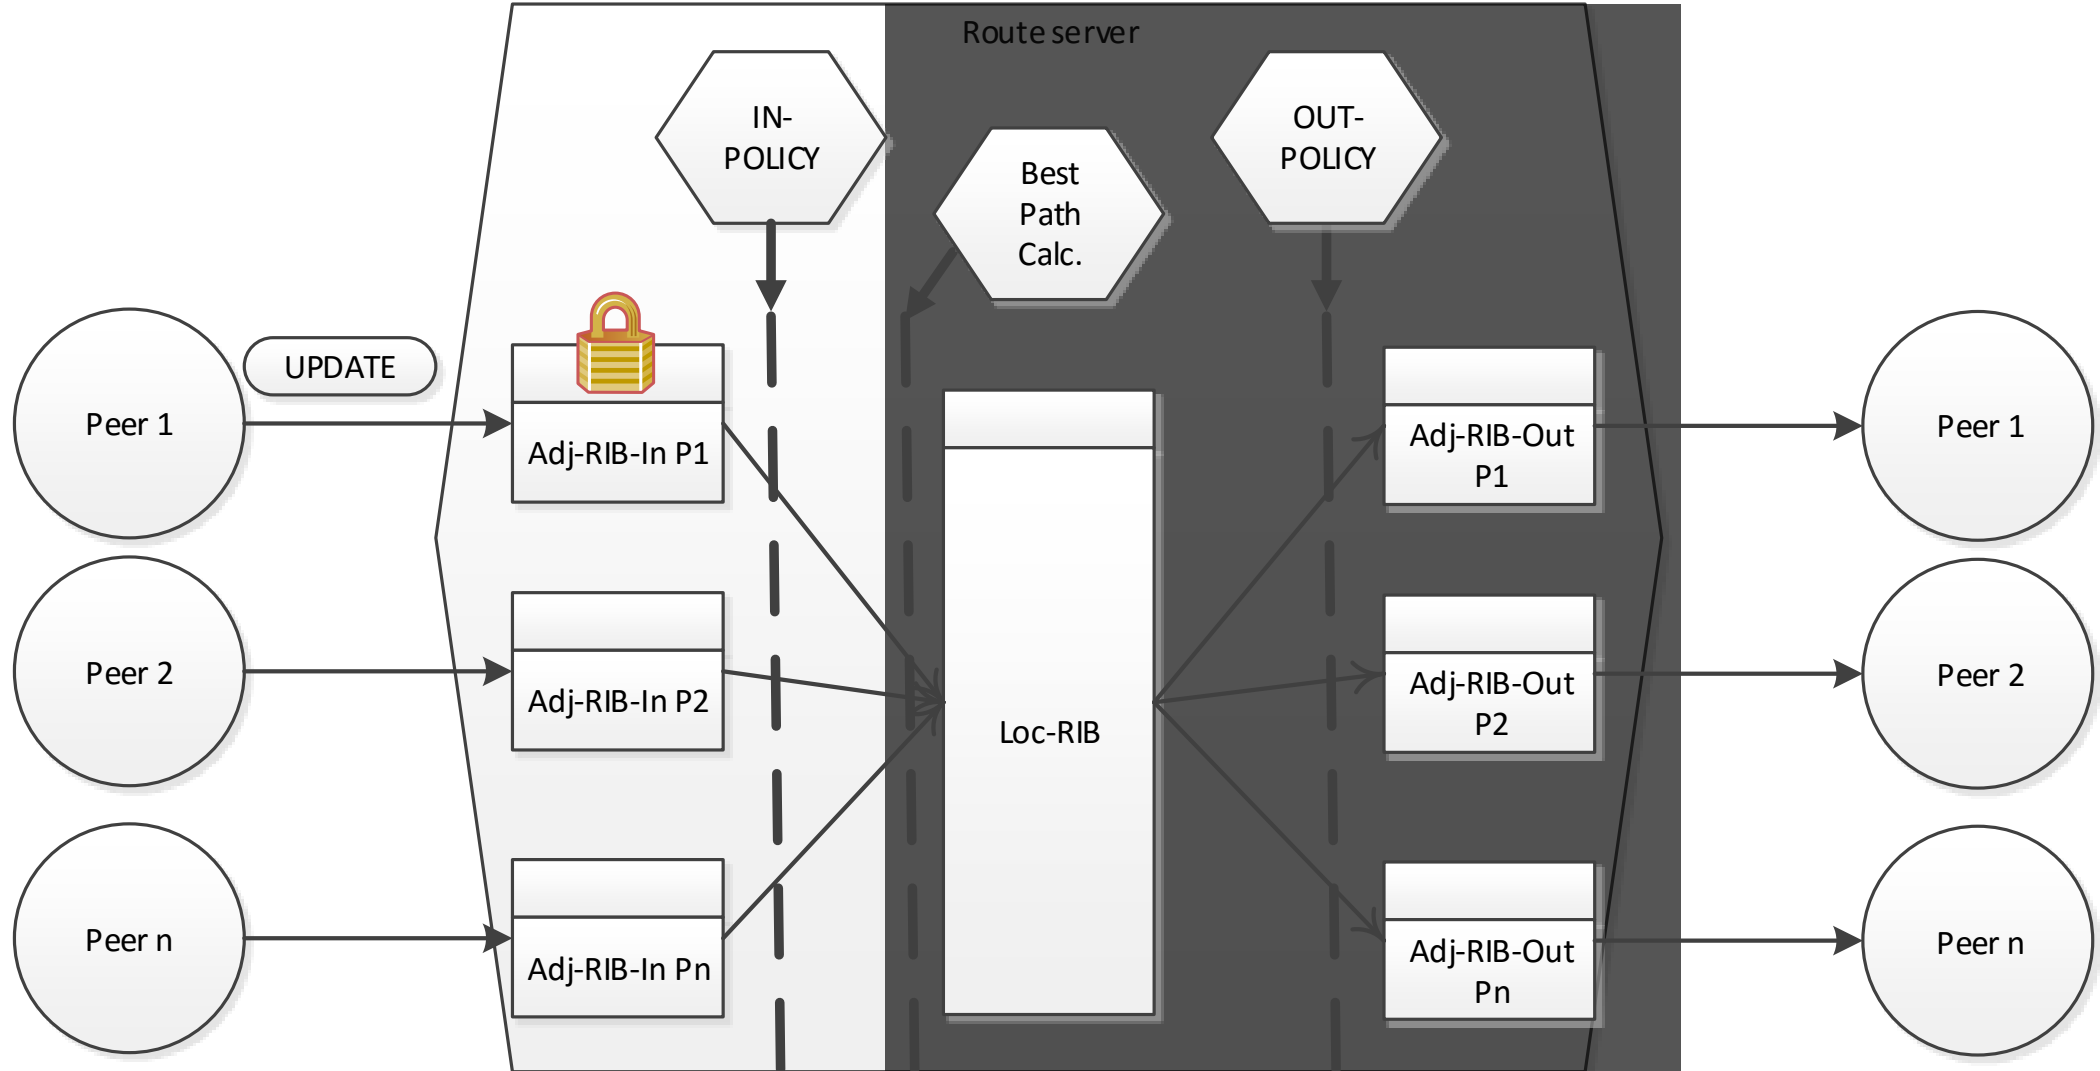 Route server
IN-
POLICY
Best
Path
Calc.
OUT-
POLICY
UPDATE
Peer 1
Adj-RIB-In P1
Adj-RIB-Out
P1
Peer 1
Peer 2
Adj-RIB-In P2
Loc-RIB
Adj-RIB-Out
P2
Peer 2
Peer n
Adj-RIB-In Pn
Adj-RIB-Out
Pn
Peer n